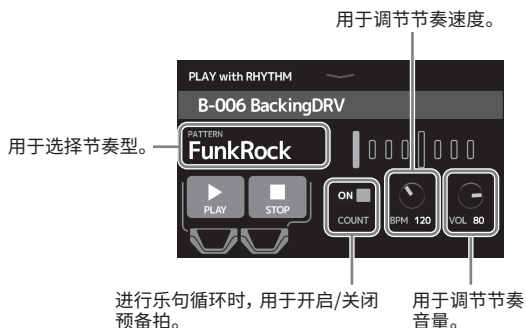 用于调节节奏速度。
PLAY with RHYTHM
B-006 BackingDRV
用于选择节奏型。
PATTERN
FunkRock
PLAY
STOP
ON
COUNT
BPM 120
VOL 80
进行乐句循环时，用于开启/关闭
预备拍。
用于调节节奏
音量。